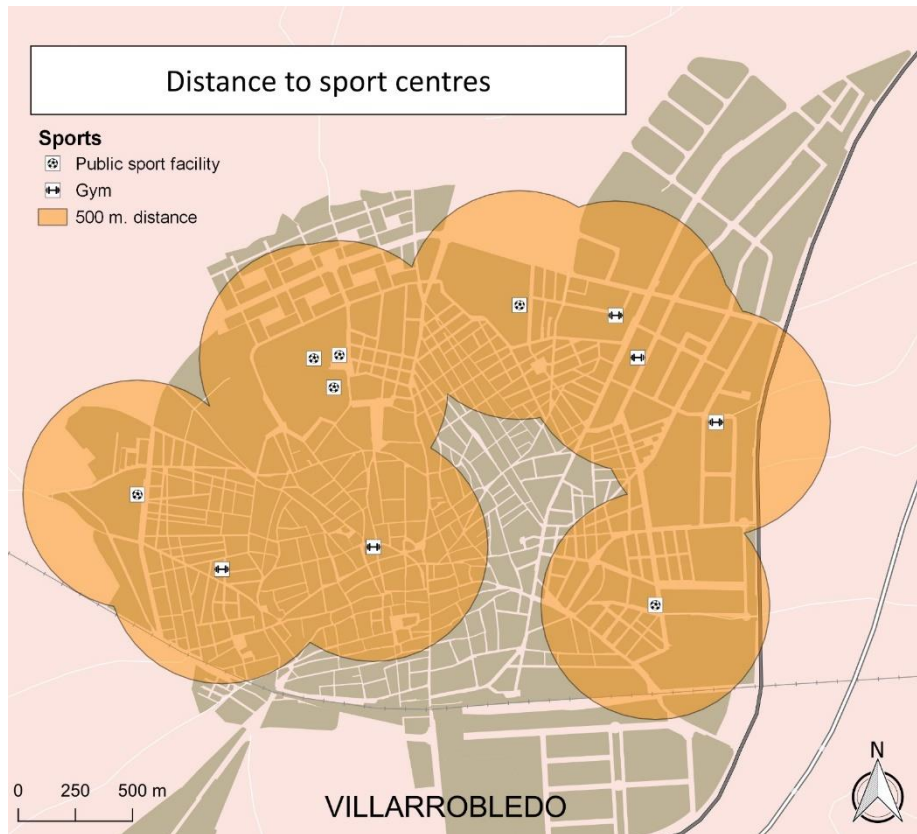 Distance to sport centres
Sports
Public sport facility
Gym
500 m. distance
0 250 500 m
VILLARROBLEDO
N